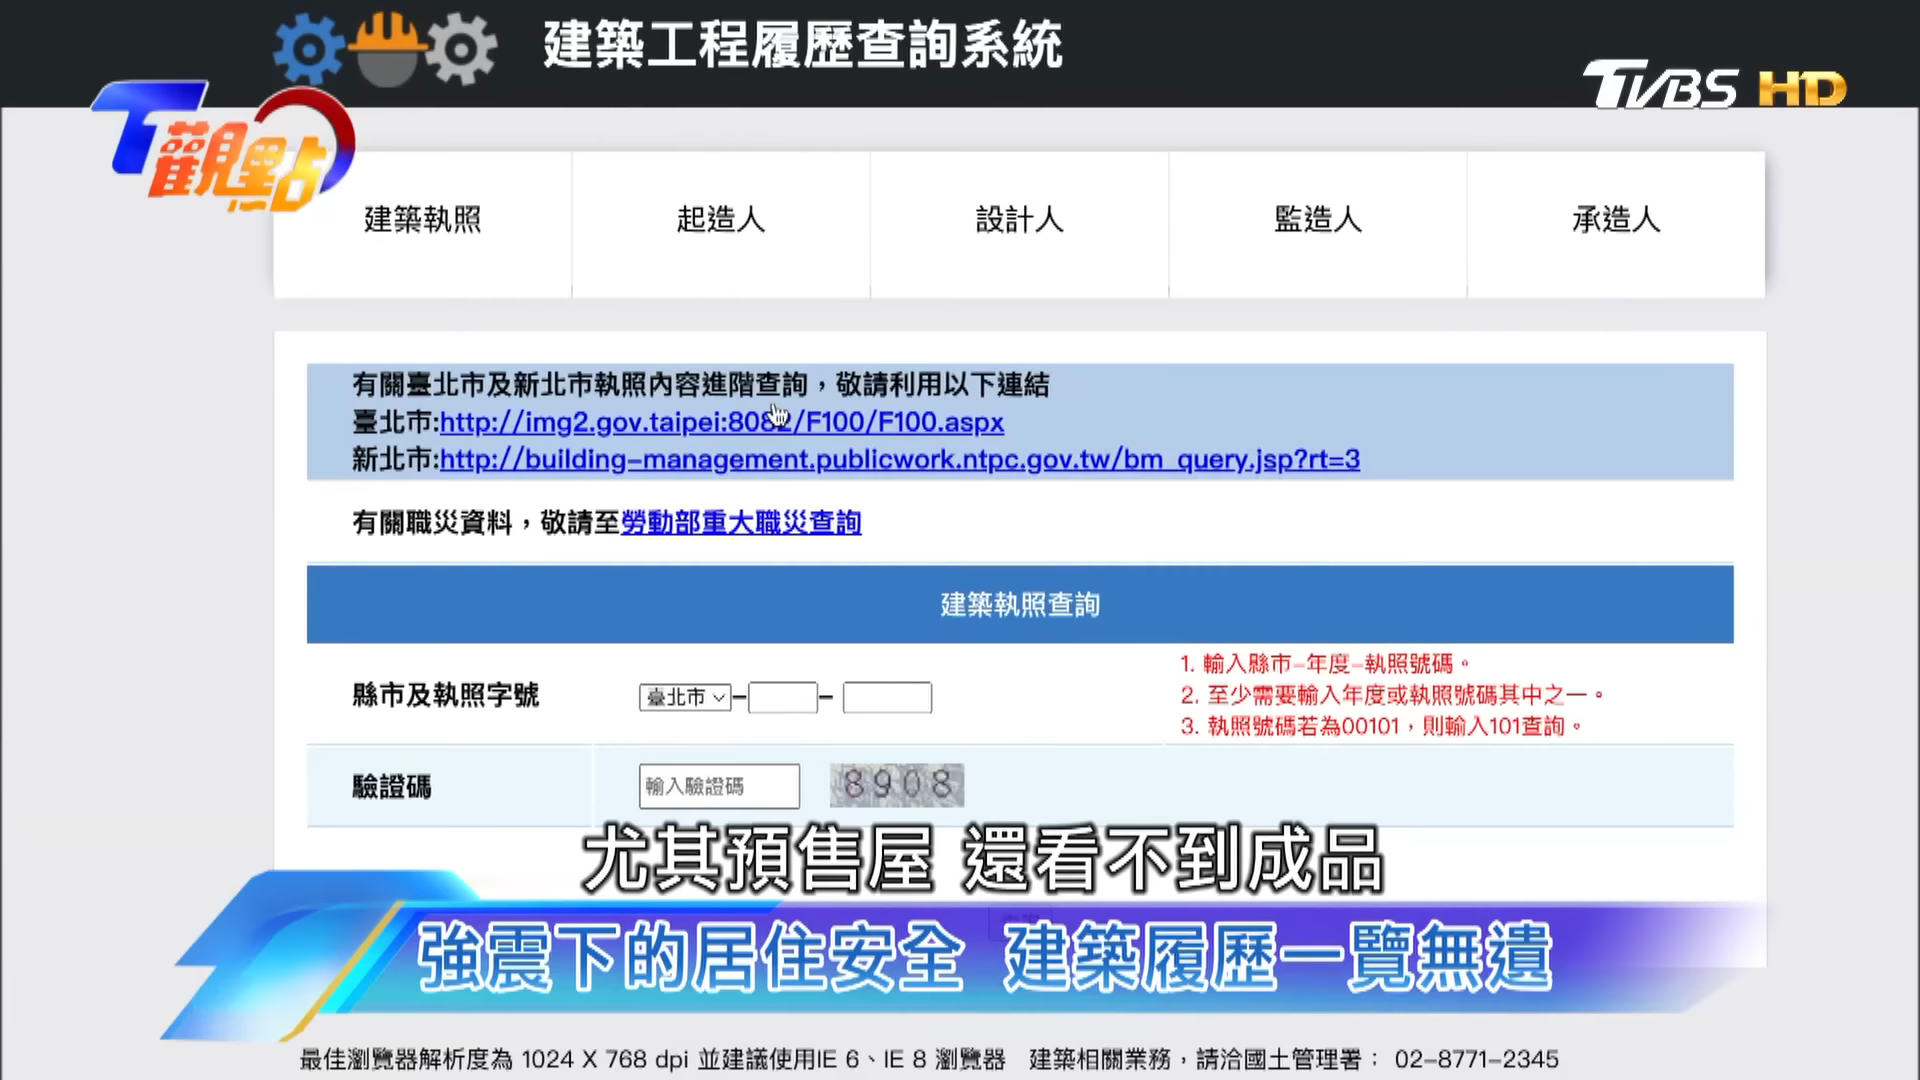 建築工程履歷查詢系統
TVBS HD
T觀點
建築執照
起造人
設計人
監造人
承造人
有關臺北市及新北市執照內容進階查詢，敬請利用以下連結
臺北市:http://img2.gov.taipei:8082/F100/F100.aspx
新北市:http://building-management.publicwork.ntpc.gov.tw/bm_query.jsp?rt=3
有關職災資料，敬請至勞動部重大職災查詢
建築執照查詢
縣市及執照字號
臺北市
1. 輸入縣市-年度-執照號碼。
2. 至少需要輸入年度或執照號碼其中之一。
3. 執照號碼若為00101，則輸入101查詢。
驗證碼
輸入驗證碼
8908
尤其預售屋 還看不到成品
強震下的居住安全 建築履歷一覽無遺
最佳瀏覽器解析度為 1024 X 768 dpi 並建議使用IE 6、IE 8 瀏覽器 建築相關業務，請洽國土管理署： 02-8771-2345